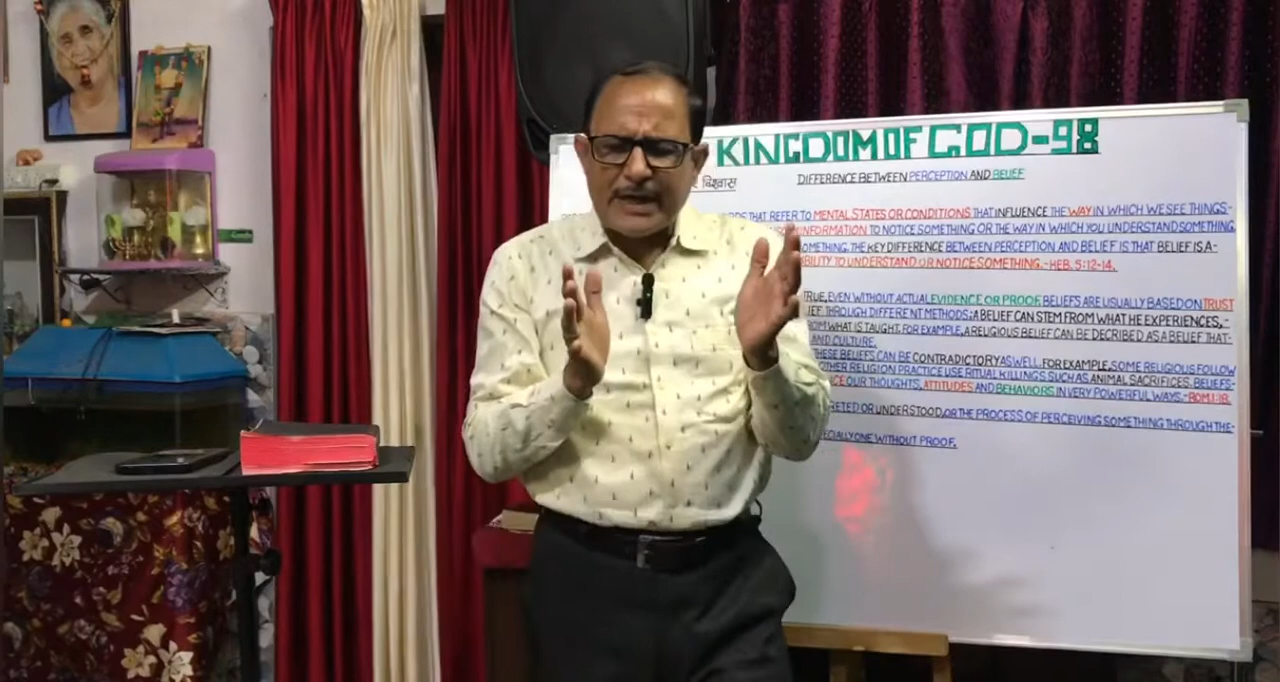 KINGDOM OF GOD-98
विश्वास
DIFFERENCE BETWEEN PERCEPTION AND BELIEF
THAT REFER TO MENTAL STATES OR CONDITIONS THAT INFLUENCE THE WAY IN WHICH WE SEE THINGS-
INFORMATION TO NOTICE SOMETHING OR THE WAY IN WHICH YOU UNDERSTAND SOMETHING.
OMETHING. THE KEY DIFFERENCE BETWEEN PERCEPTION AND BELIEF IS THAT BELIEF IS A-
BILITY TO UNDERSTAND OR NOTICE SOMETHING.-HEB. 5:12-14.
TRUE, EVEN WITHOUT ACTUAL EVIDENCE OR PROOF. BELIEFS ARE USUALLY BASED ON TRUST
IEF THROUGH DIFFERENT METHODS; A BELIEF CAN STEM FROM WHAT HE EXPERIENCES,-
ROM WHAT IS TAUGHT. FOR EXAMPLE, A RELIGIOUS BELIEF CAN BE DECRIBED AS A BELIEF THAT-
AND CULTURE.
THESE BELIEFS CAN BE CONTRADICTORY AS WELL. FOR EXAMPLE, SOME RELIGIOUS FOLLOW
OTHER RELIGION PRACTICE USE RITUAL KILLINGS SUCH AS ANIMAL SACRIFICES. BELIEFS-
CE OUR THOUGHTS, ATTITUDES AND BEHAVIORS IN VERY POWERFUL WAYS.-ROM.1:18.
RETED OR UNDERSTOOD, OR THE PROCESS OF PERCEIVING SOMETHING THROUGH THE-
ECIALLY ONE WITHOUT PROOF.